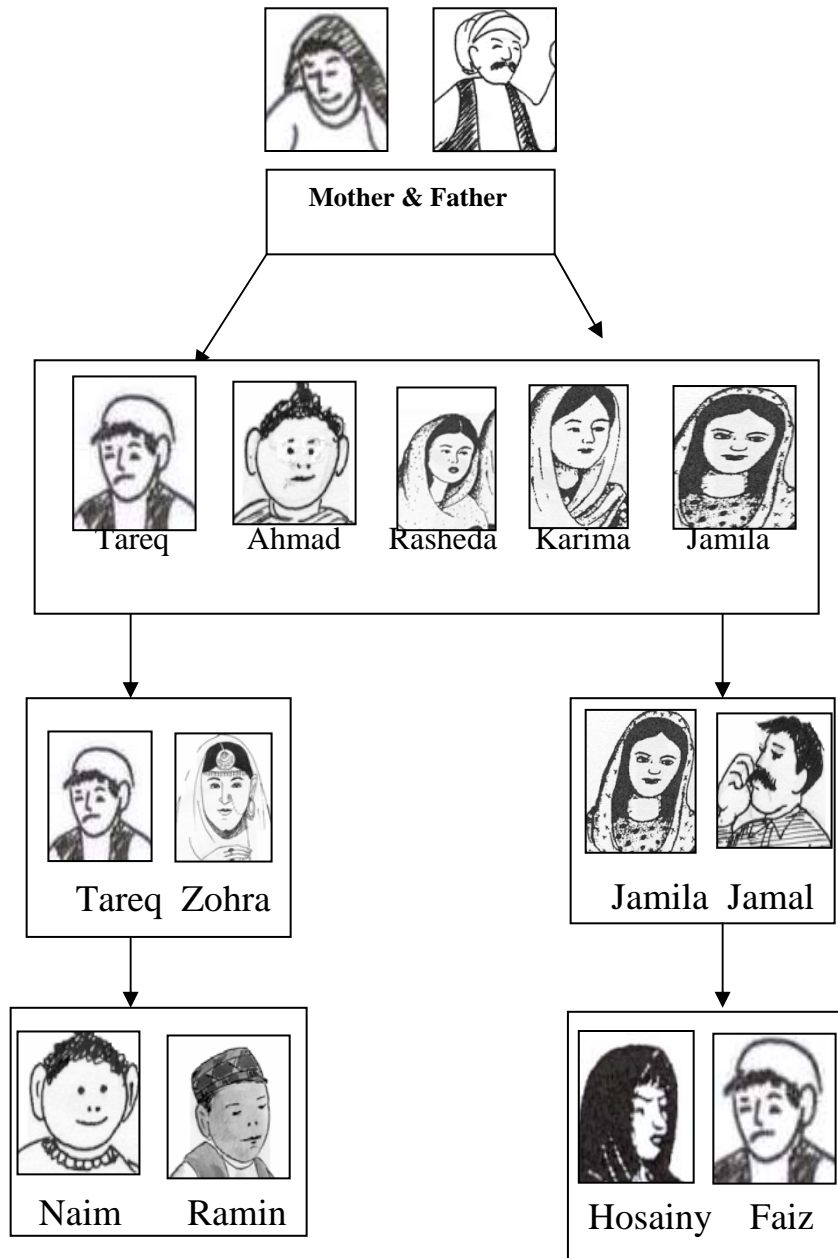 Mother & Father
Tareq Ahmad Rasheda Karima Jamila
Tareq Zohra
Jamila Jamal
Naim Ramin
Hosainy Faiz